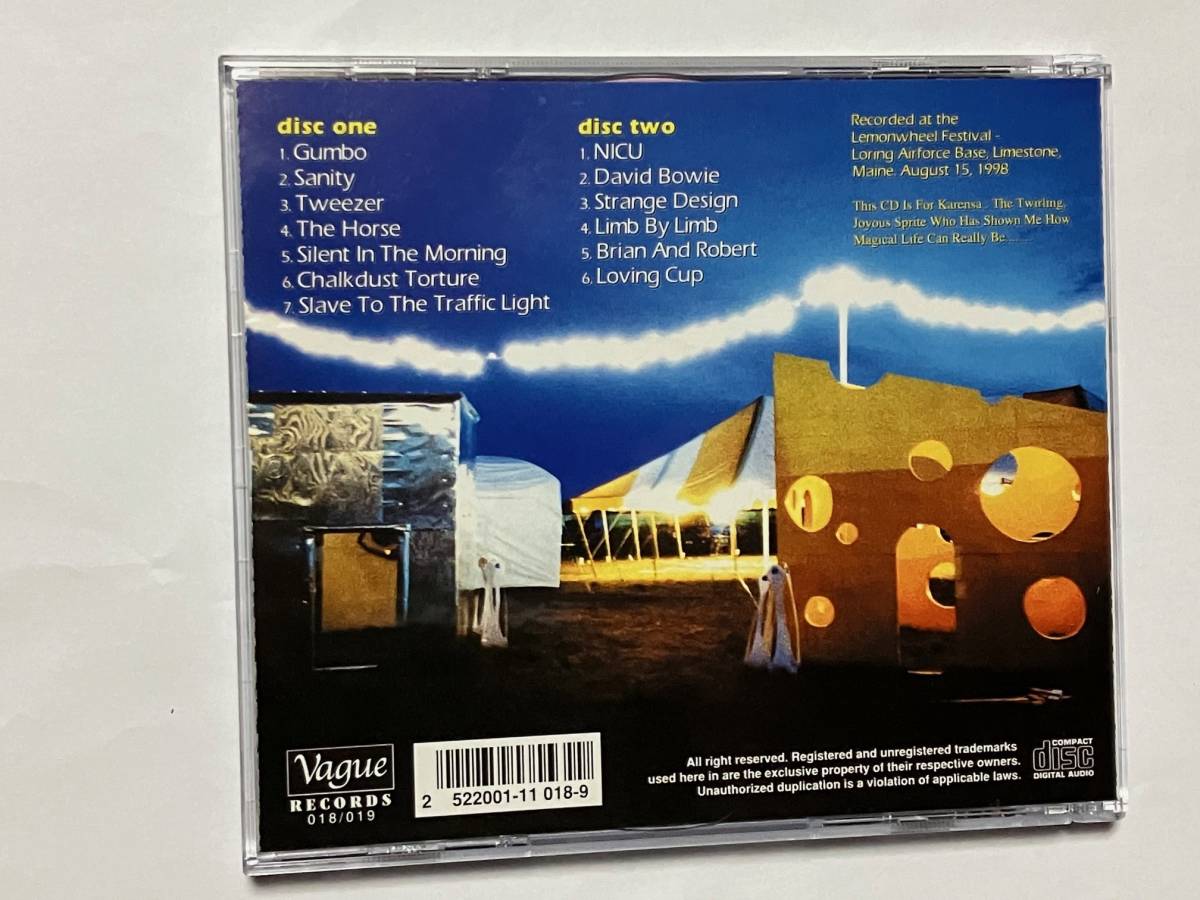 disc one
1. Gumbo
2. Sanity
3. Tweezer
4. The Horse
5. Silent In The Morning
6. Chalkdust Torture
7. Slave To The Traffic Light
disc two
1. NICU
2. David Bowie
3. Strange Design
4. Limb By Limb
5. Brian And Robert
6. Loving Cup
Recorded at the
Lemonwheel Festival -
Loring Airforce Base, Limestone,
Maine. August 15, 1998
This CD Is For Karensa.. The Twirling,
Joyous Sprite Who Has Shown Me How
Magical Life Can Really Be.......
Vague
RECORDS
018/019
2 522001-11 018-9
All right reserved. Registered and unregistered trademarks
used here in are the exclusive property of their respective owners.
Unauthorized duplication is a violation of applicable laws.
COMPACT
disc
DIGITAL AUDIO